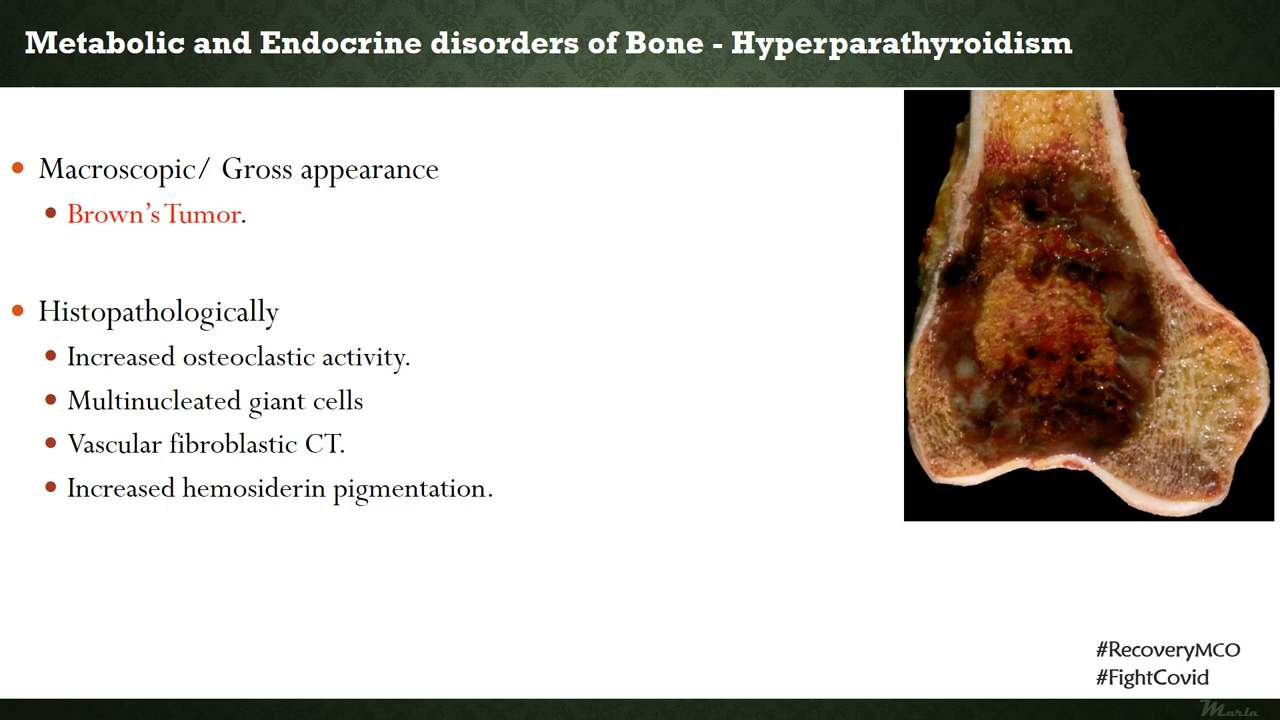 Metabolic and Endocrine disorders of Bone - Hyperparathyroidism
Macroscopic/ Gross appearance
Brown’s Tumor.
Histopathologically
Increased osteoclastic activity.
Multinucleated giant cells
Vascular fibroblastic CT.
Increased hemosiderin pigmentation.
#RecoveryMCO
#FightCovid
Marla